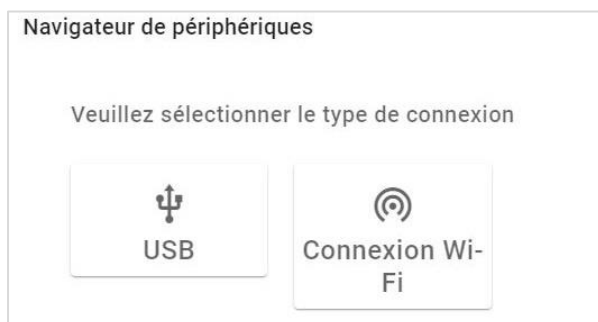 Navigateur de périphériques
Veuillez sélectionner le type de connexion
USB
Connexion Wi-
Fi